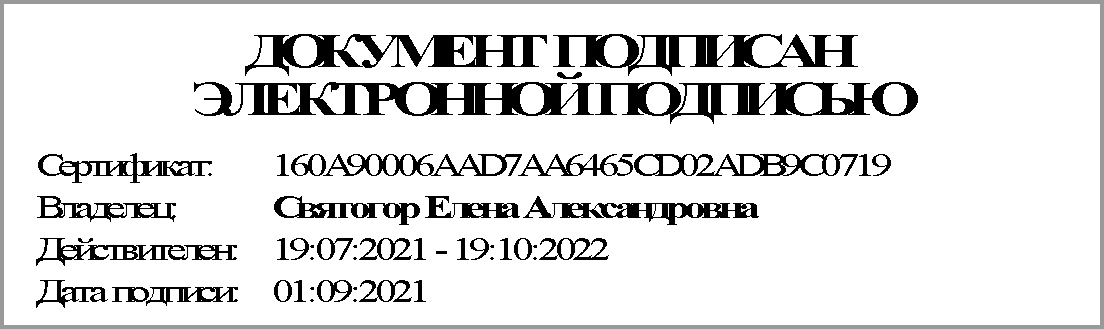 ДОКУМЕНТ ПОДПИСАН
ЭЛЕКТРОННОЙ ПОДПИСЬЮ
Сертификат: 160A90006AAD7AA6465CD02ADB9C0719
Владелец: Святогор Елена Александровна
Действителен: 19:07:2021 - 19:10:2022
Дата подписи: 01:09:2021